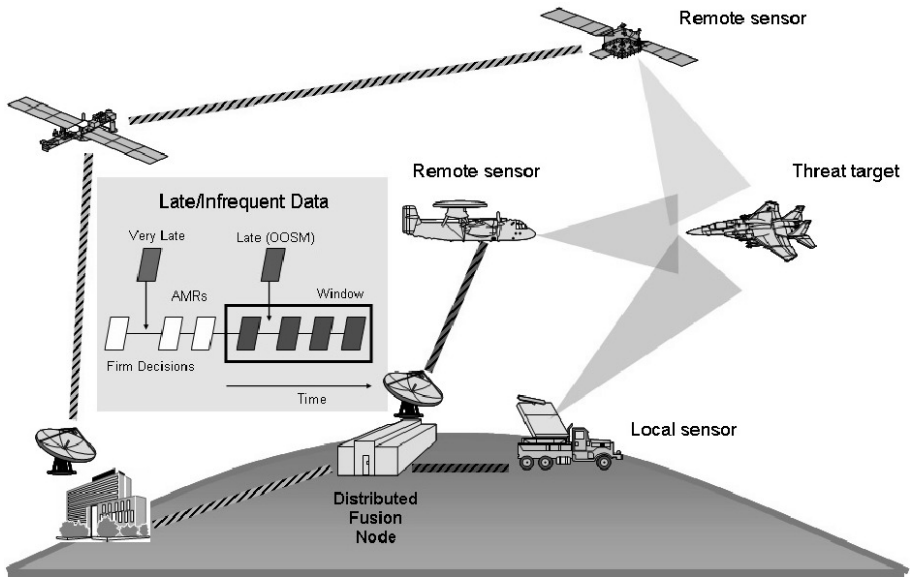 Remote sensor
Remote sensor
Threat target
Late/Infrequent Data
Very Late
Late (OOSM)
AMRs
Window
Firm Decisions
Time
Local sensor
Distributed
Fusion
Node